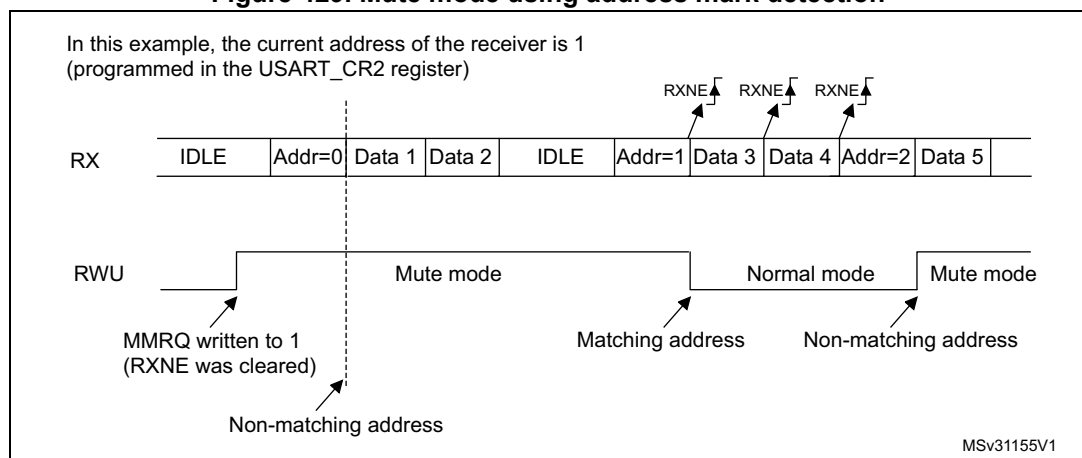 Figure Mute mode using address mark detection
In this example, the current address of the receiver is 1
(programmed in the USART_CR2 register)
RXNE RXNE RXNE
RX IDLE Addr=0 Data 1 Data 2 IDLE Addr=1 Data 3 Data 4 Addr=2 Data 5
RWU Mute mode Normal mode Mute mode
MMRQ written to 1
(RXNE was cleared)
Matching address Non-matching address
Non-matching address
MSv31155V1